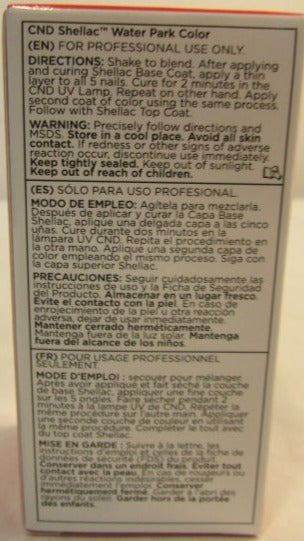 CND Shellac™ Water Park Color
(EN) FOR PROFESSIONAL USE ONLY.
DIRECTIONS: Shake to blend. After applying
and curing Shellac Base Coat, apply a thin
layer to all 5 nails. Cure for 2 minutes in the
CND UV Lamp. Repeat on other hand. Apply
second coat of color using the same process.
Follow with Shellac Top Coat.
WARNING: Precisely follow directions and
MSDS. Store in a cool place. Avoid all skin
contact. If redness or other signs of adverse
reaction occur, discontinue use immediately.
Keep tightly sealed. Keep out of sunlight.
Keep out of reach of children.
(ES) SÓLO PARA USO PROFESIONAL.
MODO DE EMPLEO: Agítela para mezclarla.
Después de aplicar y curar la Capa Base
Shellac, aplique una delgada capa a las cinco
uñas. Cure durante dos minutos en la
lámpara UV CND. Repita el procedimiento en
la otra mano. Aplique una segunda capa de
color empleando el mismo proceso. Siga con
la capa superior Shellac.
PRECAUCIONES: Seguir cuidadosamente las
instrucciones de uso y la Ficha de Seguridad
del Producto. Almacenar en un lugar fresco.
Evite el contacto con la piel. En caso de
enrojecimiento de la piel u otra reacción
adversa, dejar de usar inmediatamente.
Mantener cerrado herméticamente.
Mantenga fuera de la luz solar. Mantenga
fuera del alcance de los niños.
(FR) POUR USAGE PROFESSIONNEL
SEULEMENT.
MODE D'EMPLOI : secouer pour mélanger.
Après avoir appliqué et fait séché la couche
de base Shellac, appliquer une fine couche
sur les 5 ongles. Faire sécher pendant 2
minutes à la lampe UV de CND. Répéter la
même procédure sur l'autre main. Appliquer
une seconde couche de couleur en utilisant
la même procédure. Compléter le tout avec
du top coat Shellac.
MISE EN GARDE : Suivre à la lettre, les
instructions d'emploi et celles de la fiche de
données de sécurité (FDS) du produit.
Conserver dans un endroit frais. Éviter tout
contact avec la peau. En cas de rougeurs ou
d'autres réactions indésirables, cesser
immédiatement l'emploi. Conserver
hermétiquement fermé. Garder à l'abri des
rayons du soleil. Garder hors de la portée
des enfants.